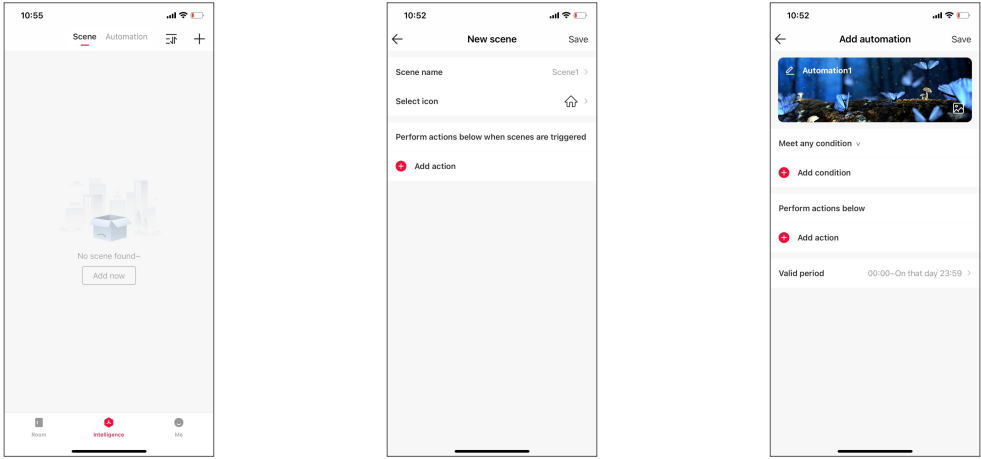 10:55
Scene Automation
No scene found~
Add now
Room Intelligence Me
10:52
New scene Save
Scene name Scene1 >
Select icon >
Perform actions below when scenes are triggered
Add action
10:52
Add automation Save
Automation1
Meet any condition
Add condition
Perform actions below
Add action
Valid period 00:00~On that day 23:59 >